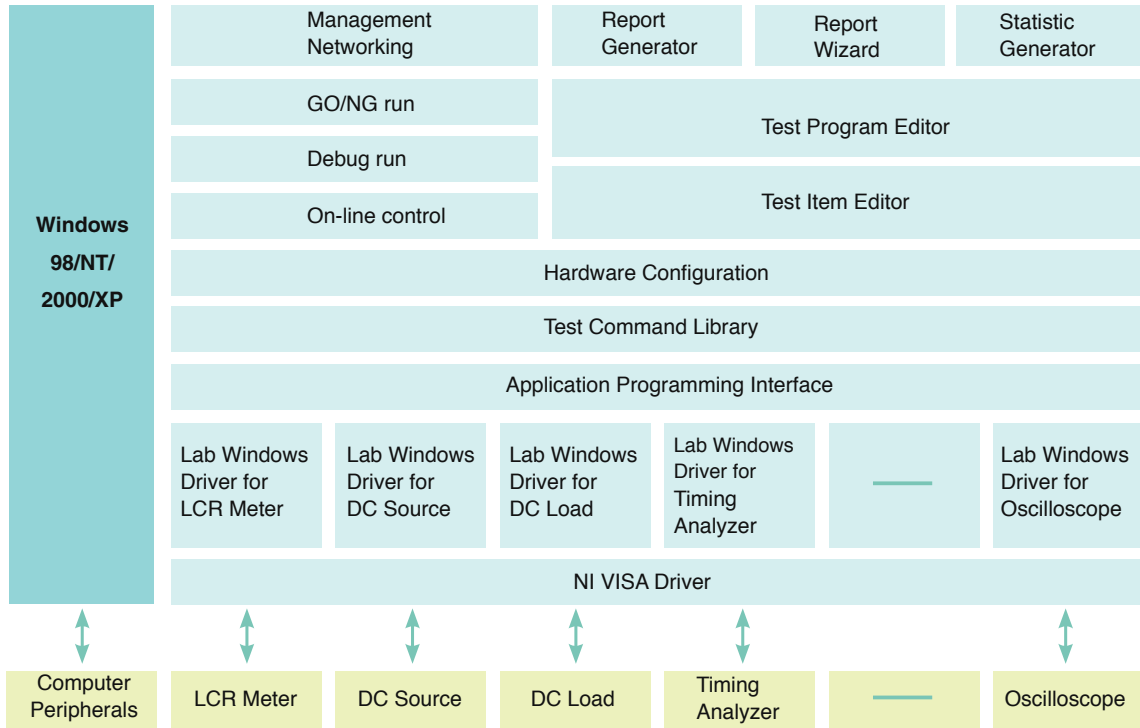 Windows
98/NT/
2000/XP
Management
Networking
Report
Generator
Report
Wizard
Statistic
Generator
GO/NG run
Debug run
On-line control
Test Program Editor
Test Item Editor
Hardware Configuration
Test Command Library
Application Programming Interface
Lab Windows
Driver for
LCR Meter
Lab Windows
Driver for
DC Source
Lab Windows
Driver for
DC Load
Lab Windows
Driver for
Timing
Analyzer
Lab Windows
Driver for
Oscilloscope
NI VISA Driver
Computer
Peripherals
LCR Meter
DC Source
DC Load
Timing
Analyzer
Oscilloscope